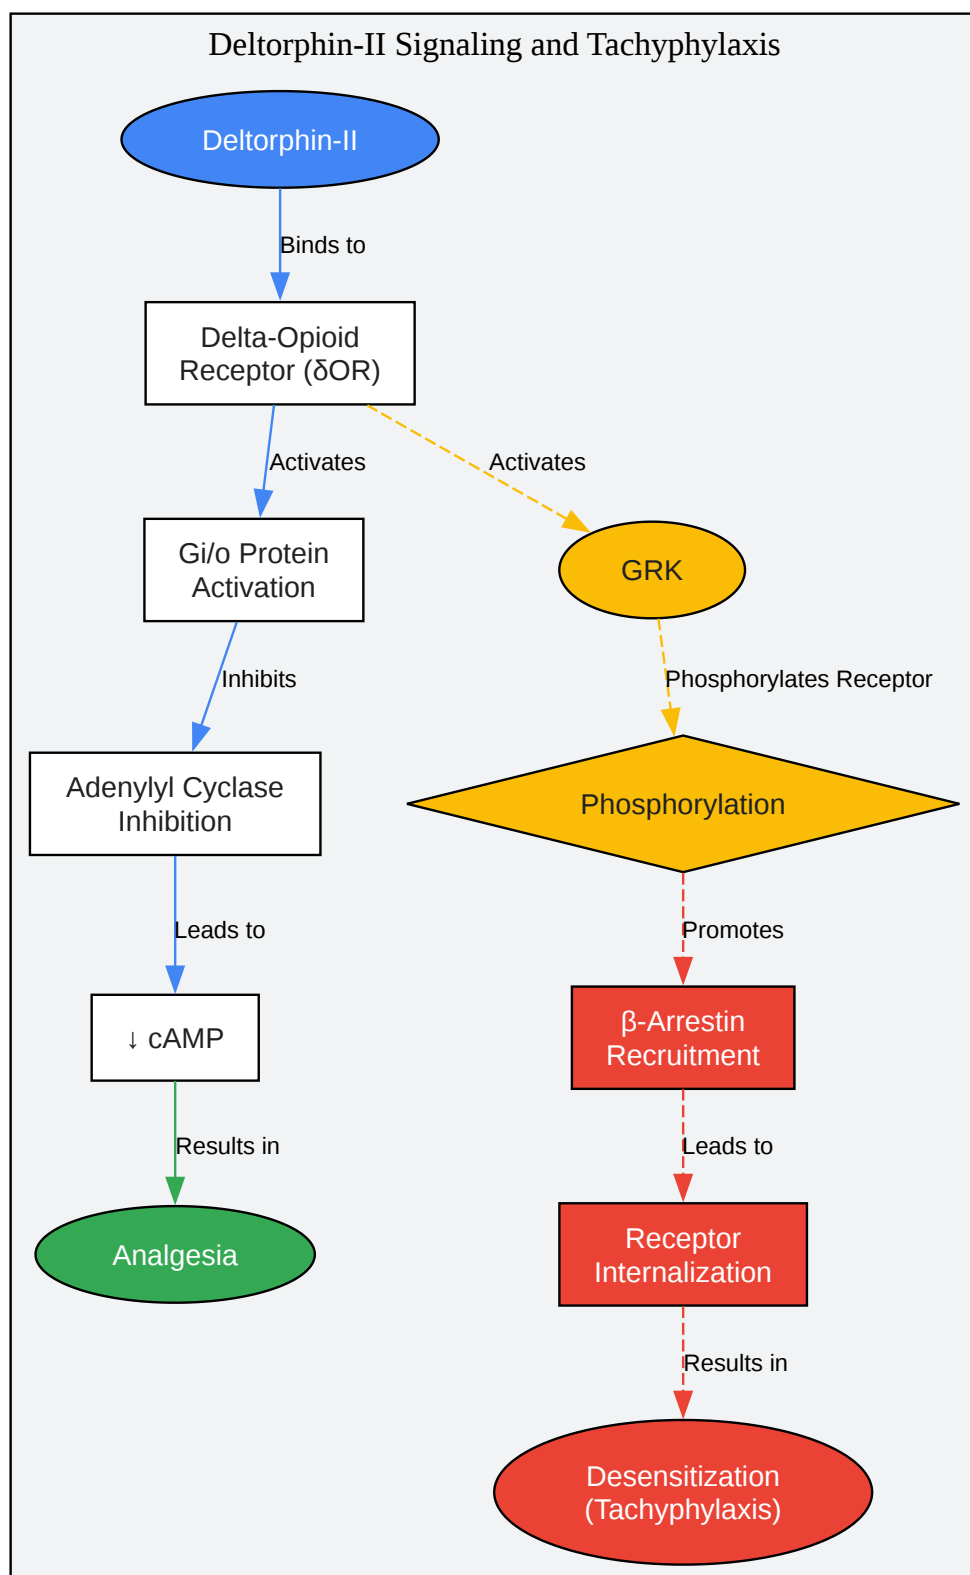 Deltorphin-II Signaling and Tachyphylaxis
Deltorphin-II
Binds to
Delta-Opioid
Receptor (δOR)
Activates
Activates
Gi/o Protein
Activation
GRK
Inhibits
Phosphorylates Receptor
Adenylyl Cyclase
Inhibition
Phosphorylation
Leads to
Promotes
↓ cAMP
β-Arrestin
Recruitment
Results in
Leads to
Analgesia
Receptor
Internalization
Results in
Desensitization
(Tachyphylaxis)